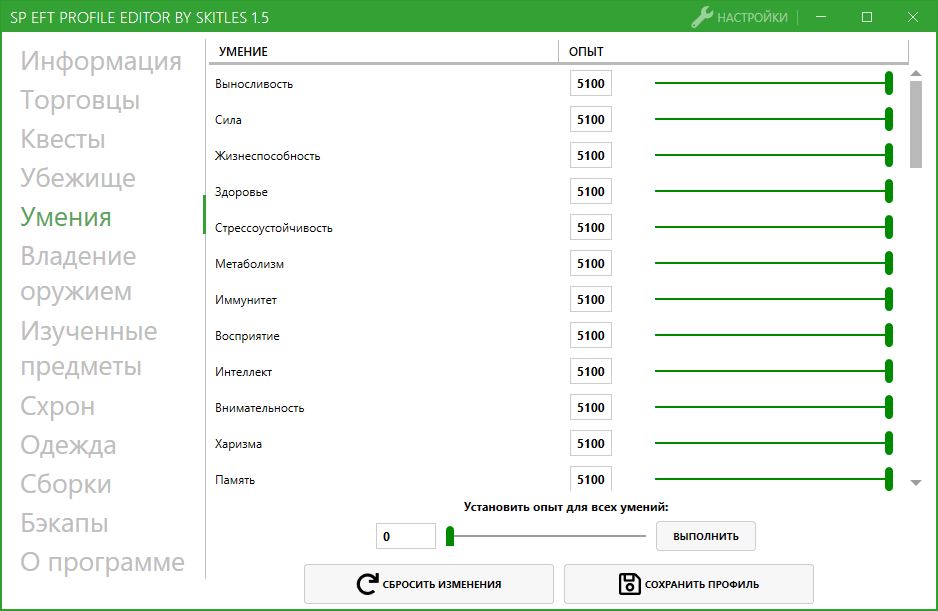 SP EFT PROFILE EDITOR BY SKITLES 1.5
НАСТРОЙКИ
Информация
Торговцы
Квесты
Убежище
Умения
Владение
оружием
Изученные
предметы
Схрон
Одежда
Сборки
Бэкапы
О программе
УМЕНИЕ ОПЫТ
Выносливость 5100
Сила 5100
Жизнеспособность 5100
Здоровье 5100
Стрессоустойчивость 5100
Метаболизм 5100
Иммунитет 5100
Восприятие 5100
Интеллект 5100
Внимательность 5100
Харизма 5100
Память 5100
Установить опыт для всех умений:
0 ВЫПОЛНИТЬ
СБРОСИТЬ ИЗМЕНЕНИЯ СОХРАНИТЬ ПРОФИЛЬ